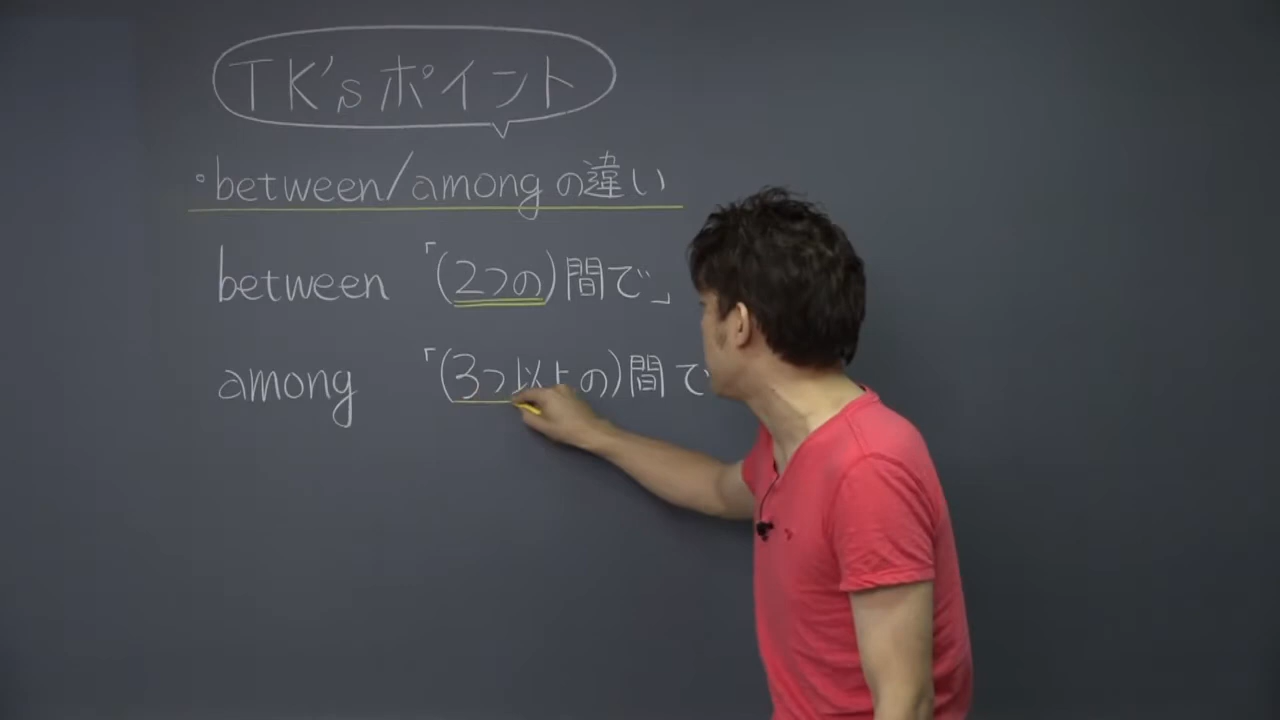 TK'sポイント
・between/amongの違い
between 「(2つの)間で」
among 「(3つ以上の)間で